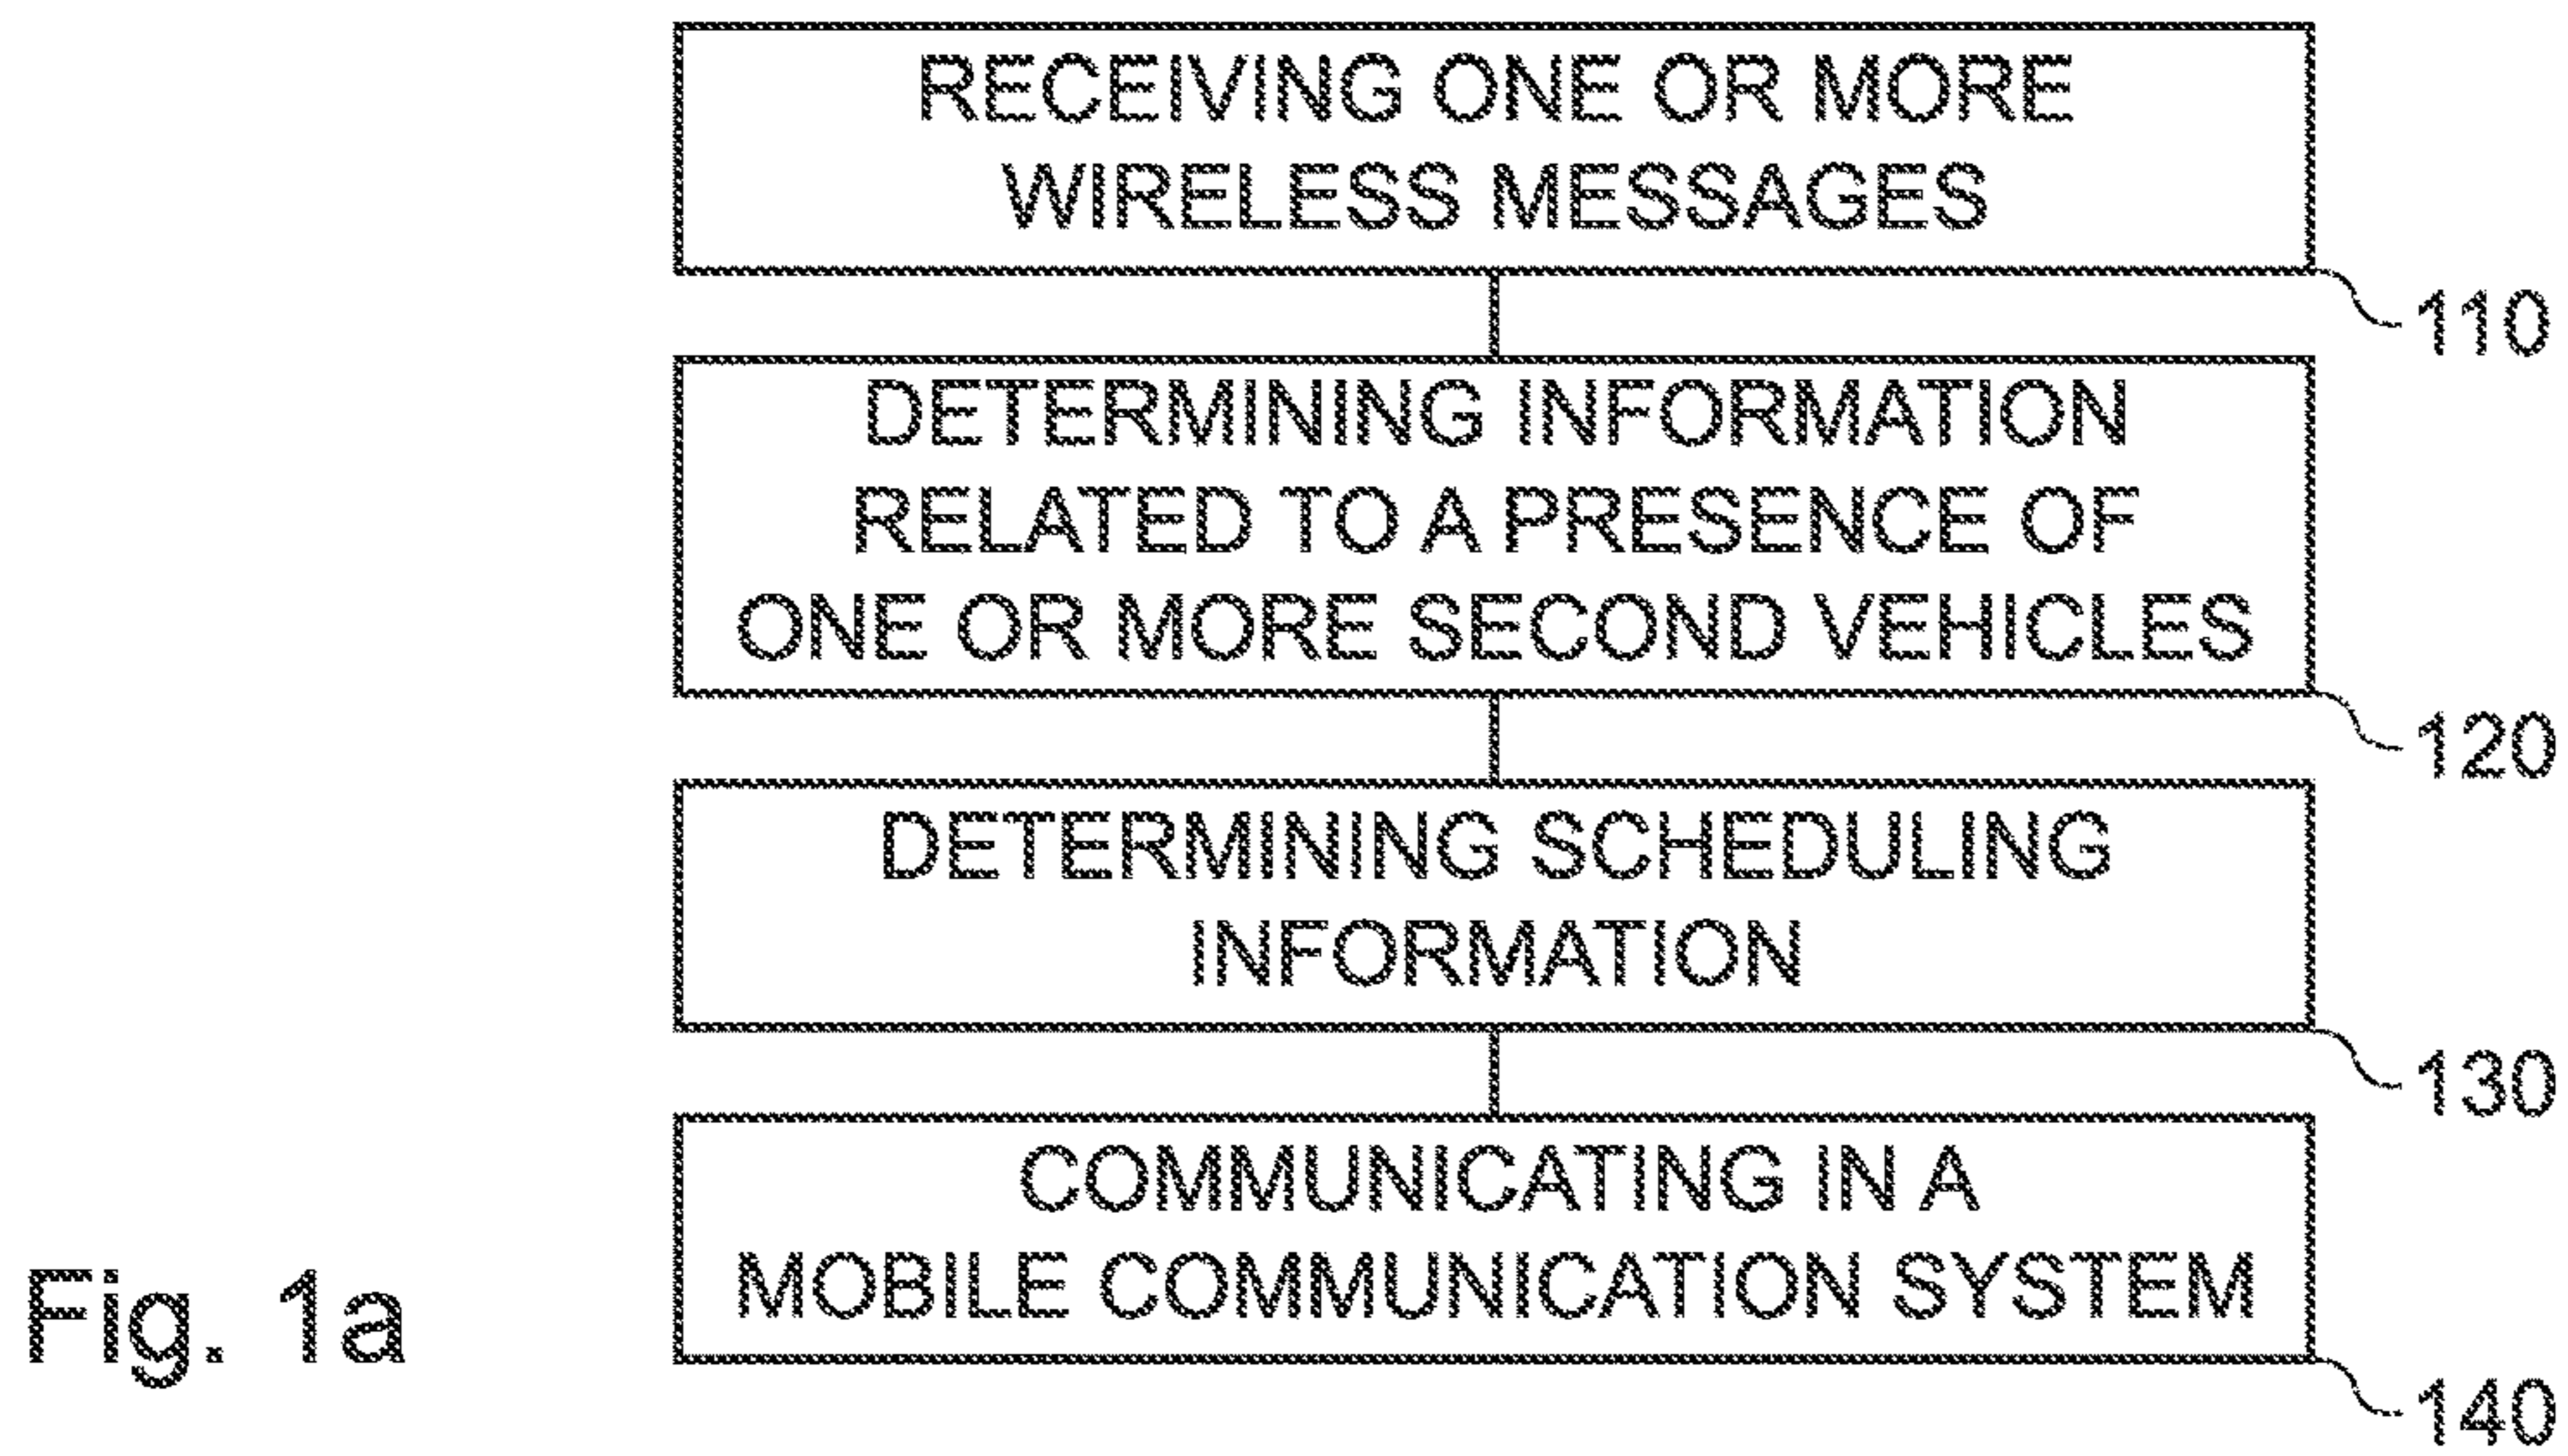 RECEIVING ONE OR MORE
WIRELESS MESSAGES
110
DETERMINING INFORMATION
RELATED TO A PRESENCE OF
ONE OR MORE SECOND VEHICLES
120
DETERMINING SCHEDULING
INFORMATION
130
COMMUNICATING IN A
MOBILE COMMUNICATION SYSTEM
140
Fig. 1a